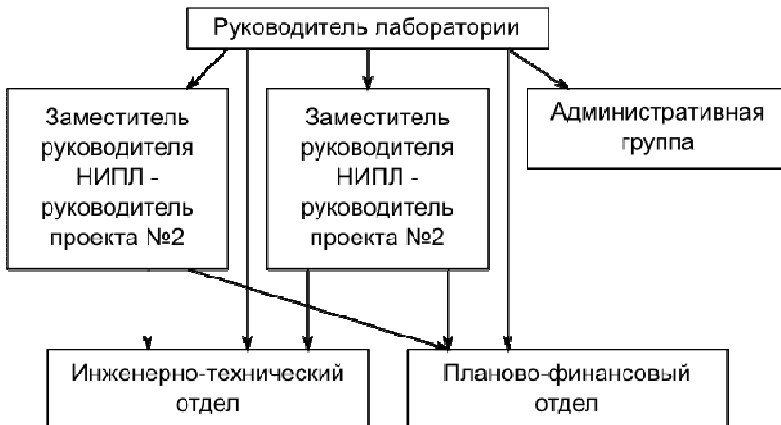 Руководитель лаборатории
Заместитель
руководителя
НИПЛ -
руководитель
проекта №2
Заместитель
руководителя
НИПЛ -
руководитель
проекта №2
Административная
группа
Инженерно-технический
отдел
Планово-финансовый
отдел